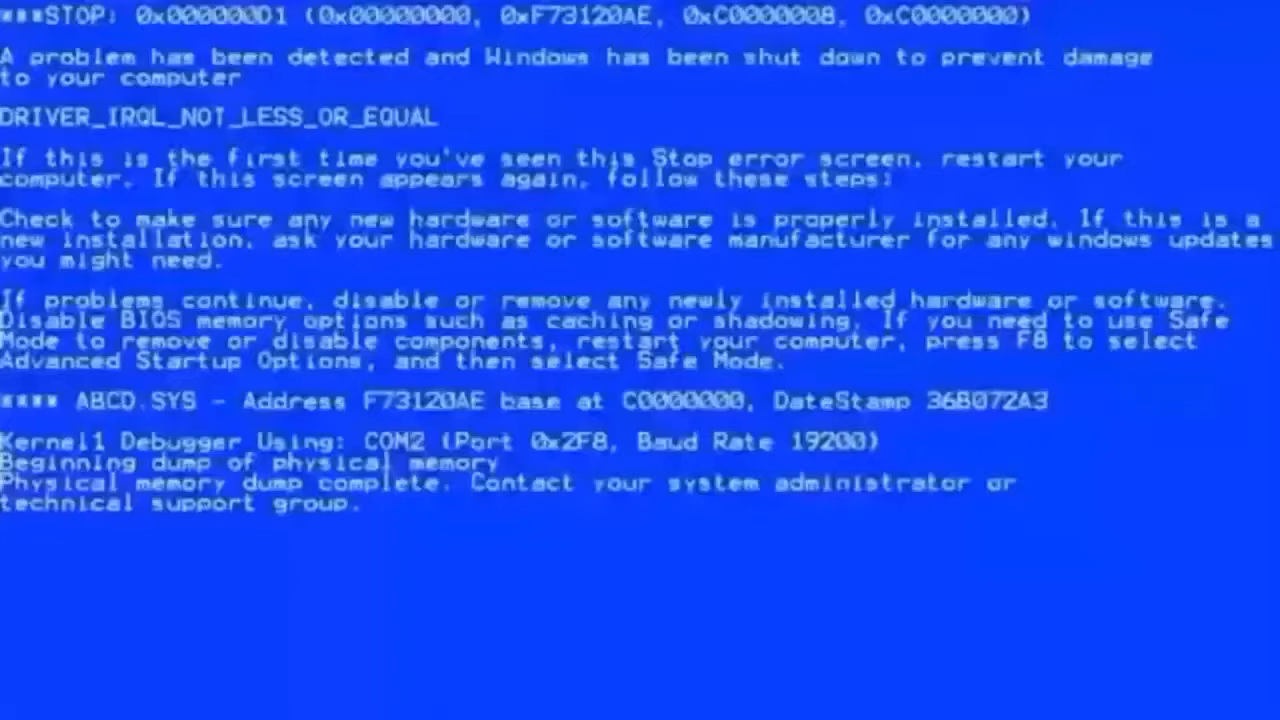 ***STOP: 0x000000D1 (0x00000000, 0xF73120AE, 0xC0000008, 0xC0000000)
A problem has been detected and Windows has been shut down to prevent damage
to your computer
DRIVER_IRQL_NOT_LESS_OR_EQUAL
If this is the first time you've seen this Stop error screen, restart your
computer. If this screen appears again, follow these steps:
Check to make sure any new hardware or software is properly installed. If this is a
new installation, ask your hardware or software manufacturer for any windows updates
you might need.
If problems continue, disable or remove any newly installed hardware or software.
Disable BIOS memory options such as caching or shadowing. If you need to use Safe
Mode to remove or disable components, restart your computer, press F8 to select
Advanced Startup Options, and then select Safe Mode.
**** ABCD.SYS - Address F73120AE base at C0000000, DateStamp 36B072A3
Kernel1 Debugger Using: COM2 (Port 0x2F8, Baud Rate 19200)
Beginning dump of physical memory
Physical memory dump complete. Contact your system administrator or
technical support group.